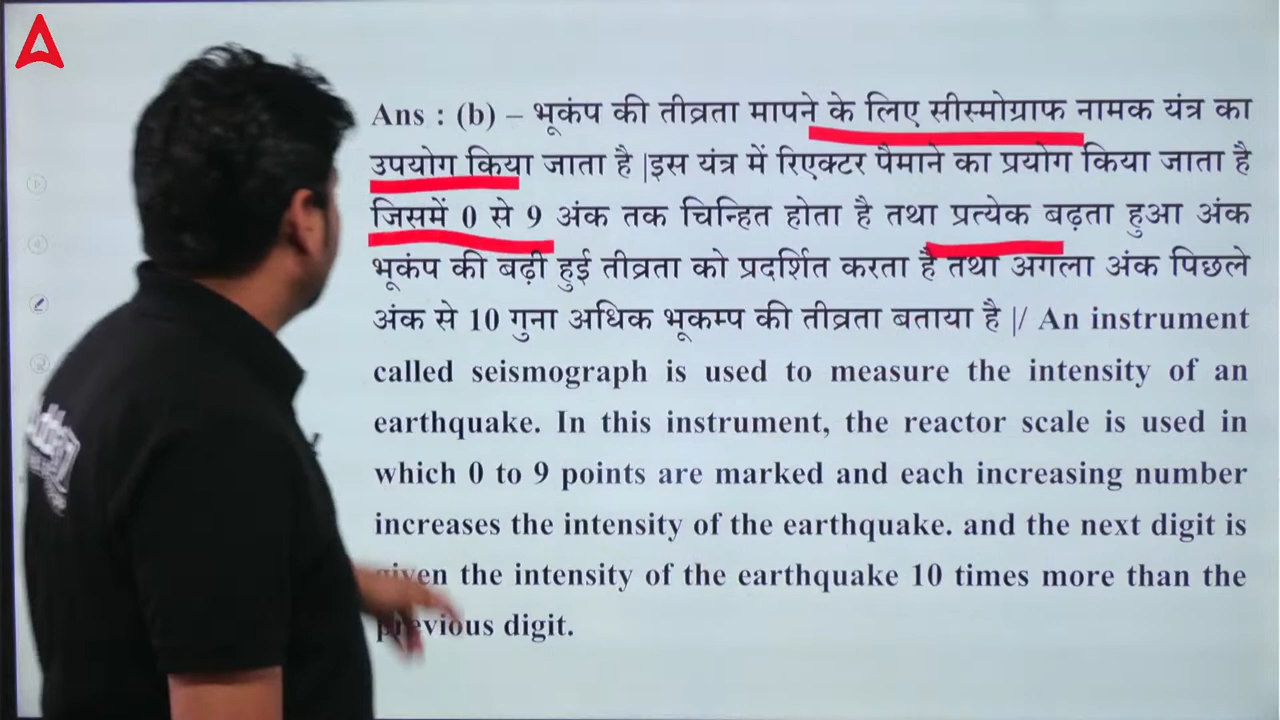 Ans : (b) – भूकंप की तीव्रता मापने के लिए सीस्मोग्राफ नामक यंत्र का
उपयोग किया जाता है |इस यंत्र में रिएक्टर पैमाने का प्रयोग किया जाता है
जिसमें 0 से 9 अंक तक चिन्हित होता है तथा प्रत्येक बढ़ता हुआ अंक
भूकंप की बढ़ी हुई तीव्रता को प्रदर्शित करता है तथा अगला अंक पिछले
अंक से 10 गुना अधिक भूकम्प की तीव्रता बताया है |/ An instrument
called seismograph is used to measure the intensity of an
earthquake. In this instrument, the reactor scale is used in
which 0 to 9 points are marked and each increasing number
increases the intensity of the earthquake. and the next digit is
given the intensity of the earthquake 10 times more than the
previous digit.